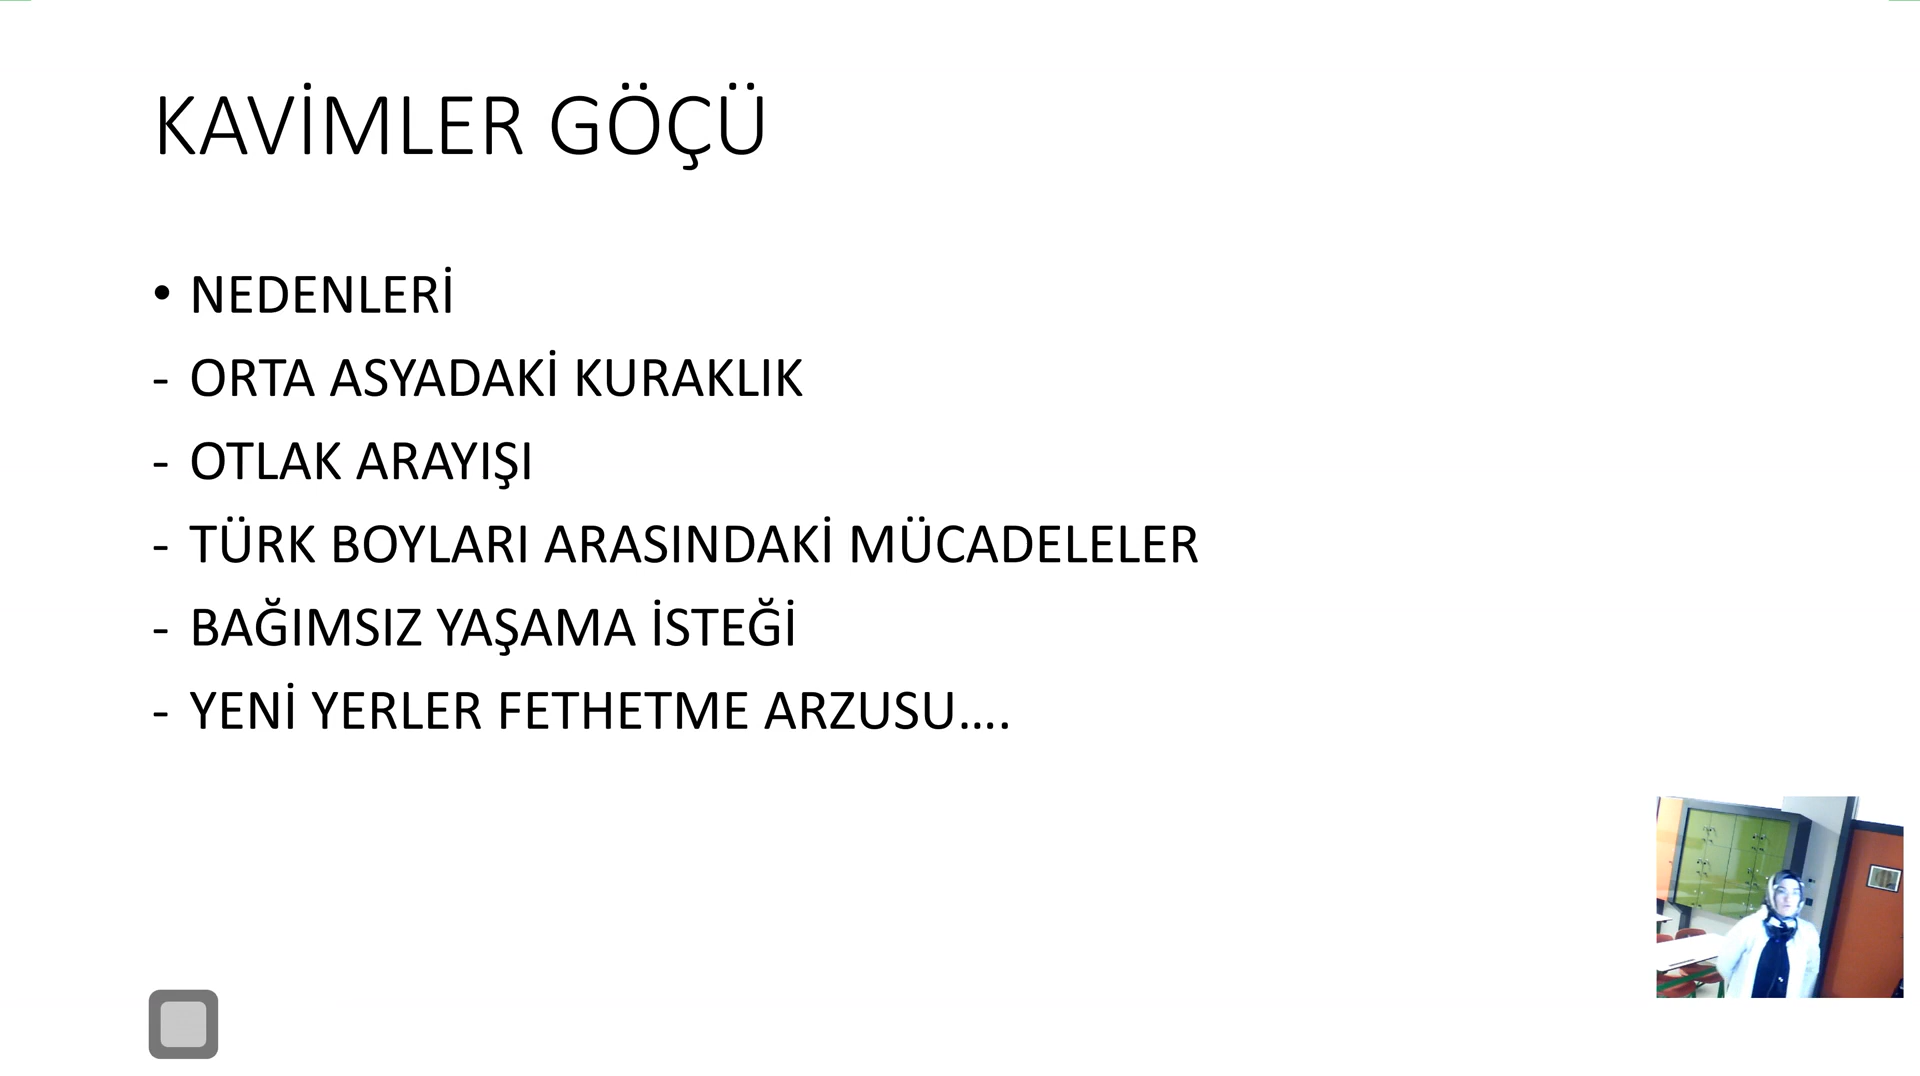 KAVİMLER GÖÇÜ
• NEDENLERİ
- ORTA ASYADAKİ KURAKLIK
- OTLAK ARAYIŞI
- TÜRK BOYLARI ARASINDAKİ MÜCADELELER
- BAĞIMSIZ YAŞAMA İSTEĞİ
- YENİ YERLER FETHETME ARZUSU....